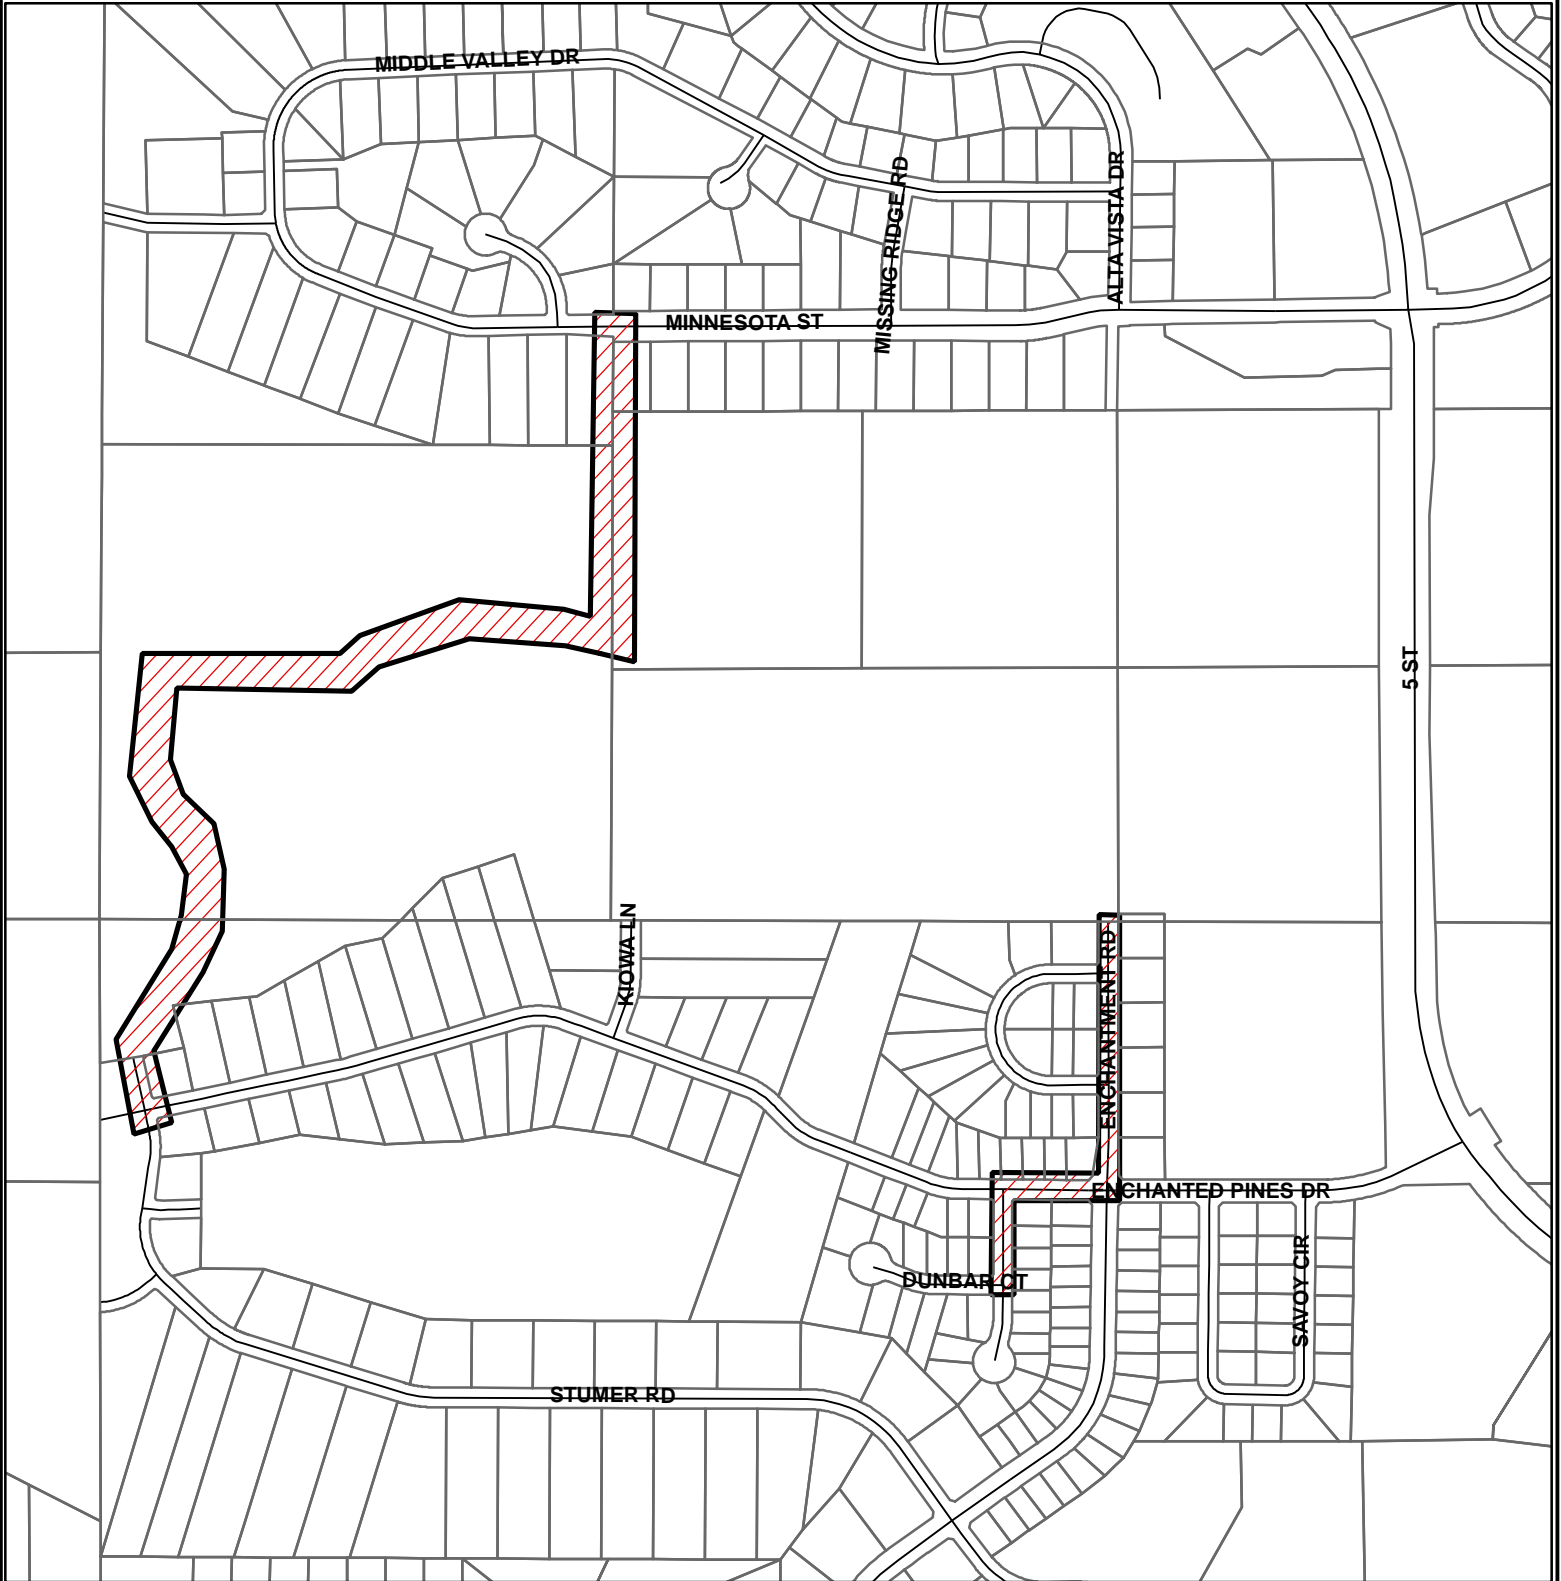 MIDDLE VALLEY DR
MISSING RIDGE RD
ALTA VISTA DR
MINNESOTA ST
5 ST
KIOWA LN
ENCHANTMENT RD
ENCHANTED PINES DR
DUNBAR CT
SAVOY CIR
STUMER RD